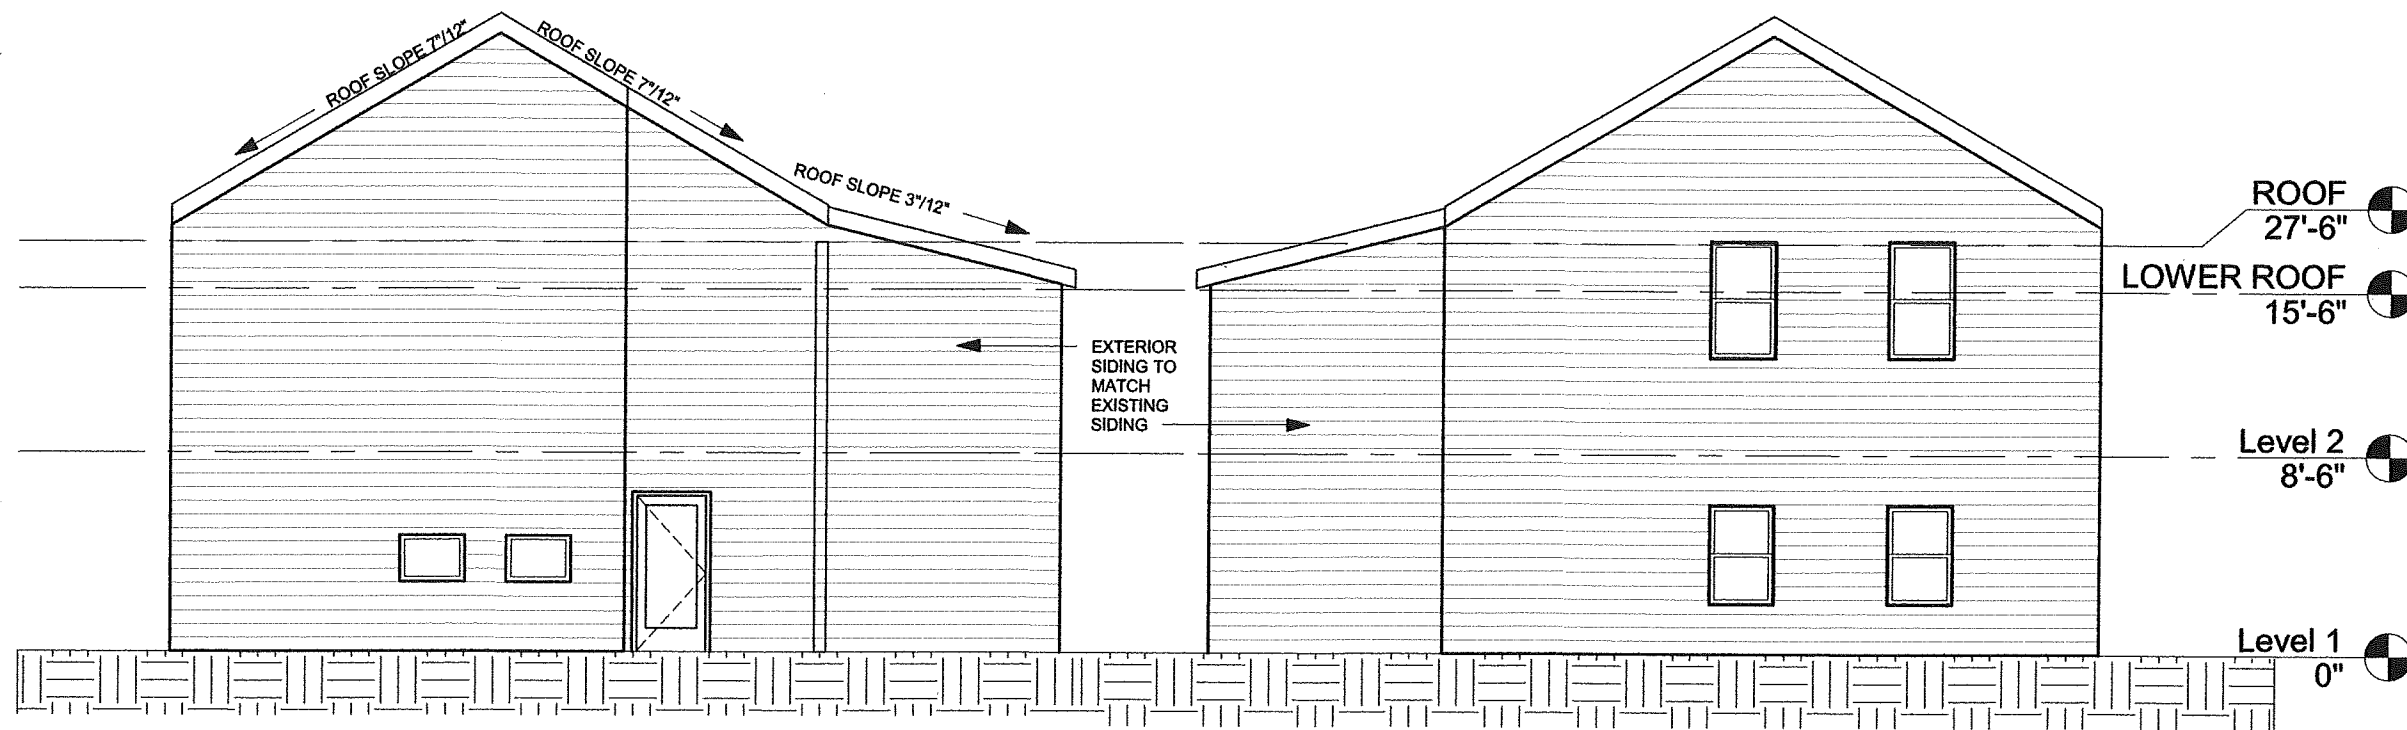 ROOF SLOPE 7"/12"
ROOF SLOPE 7"/12"
ROOF SLOPE 3"/12"
EXTERIOR
SIDING TO
MATCH
EXISTING
SIDING
ROOF
27'-6"
LOWER ROOF
15'-6"
Level 2
8'-6"
Level 1
0"